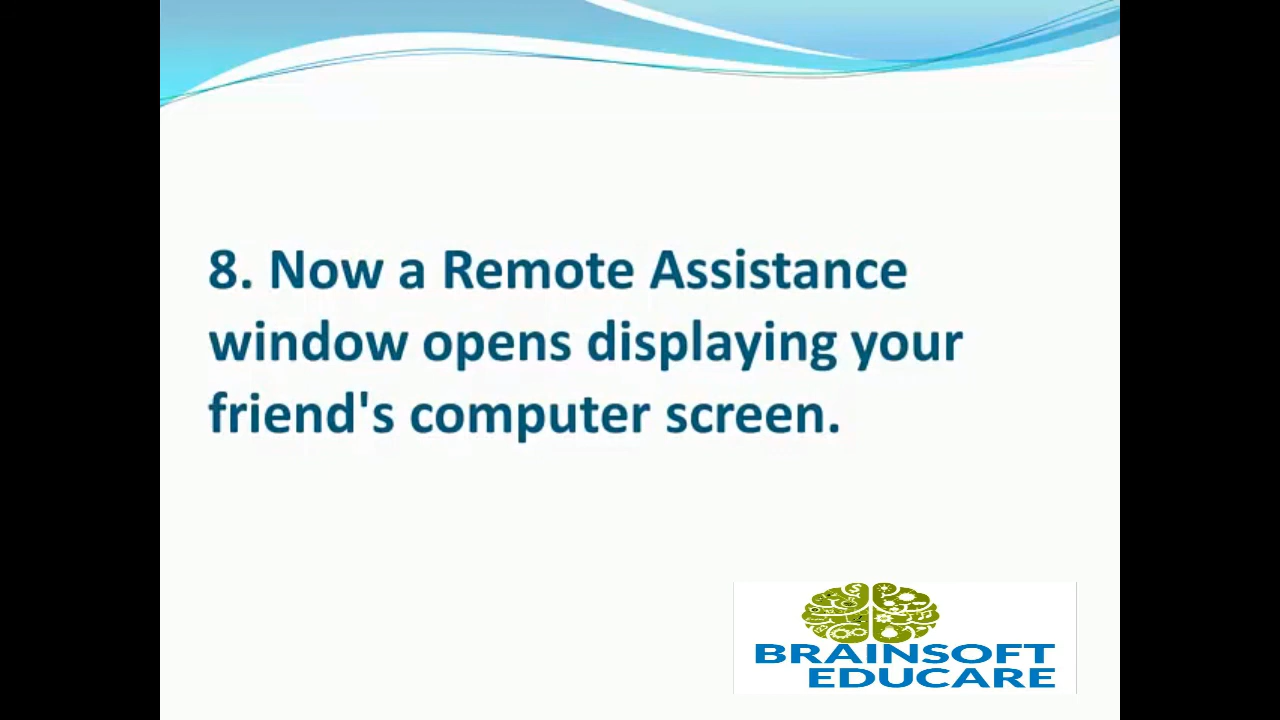 8. Now a Remote Assistance
window opens displaying your
friend's computer screen.
BRAINSOFT
EDUCARE